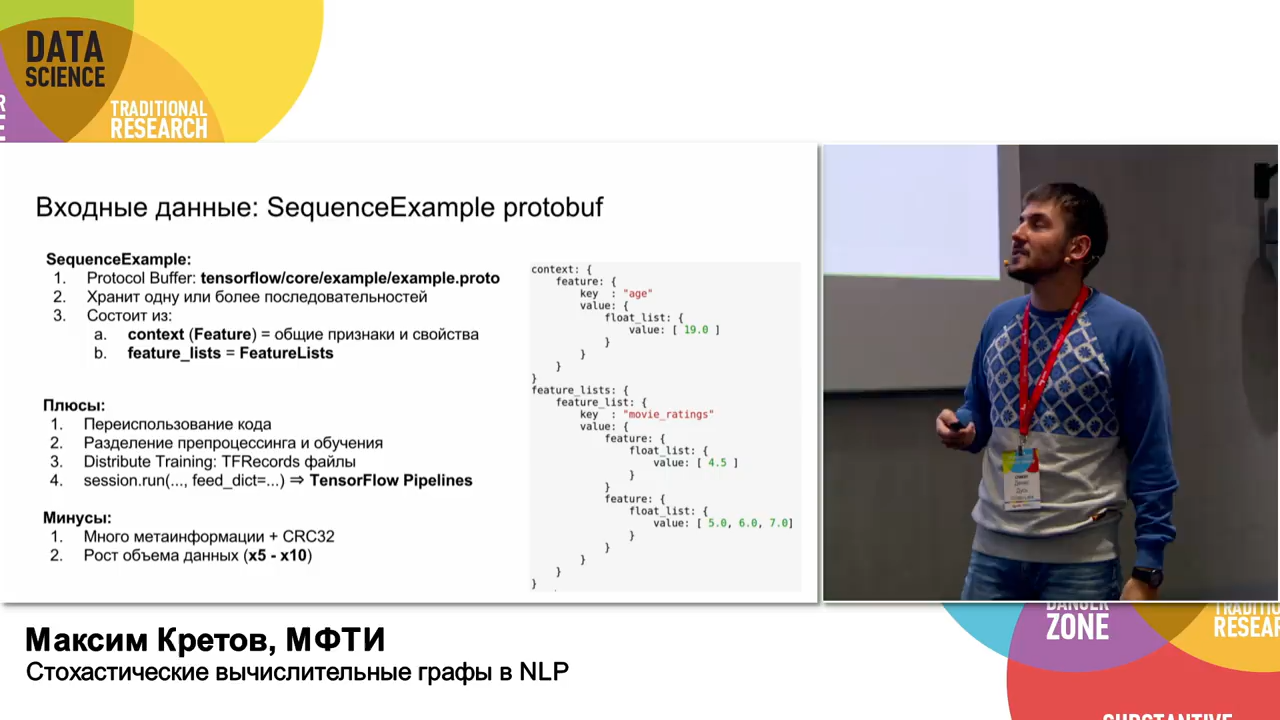 DATA
SCIENCE
TRADITIONAL
RESEARCH
Входные данные: SequenceExample protobuf
SequenceExample:
1. Protocol Buffer: tensorflow/core/example/example.proto
2. Хранит одну или более последовательностей
3. Состоит из:
a. context (Feature) = общие признаки и свойства
b. feature_lists = FeatureLists
Плюсы:
1. Переиспользование кода
2. Разделение препроцессинга и обучения
3. Distribute Training: TFRecords файлы
4. session.run(..., feed_dict=...) ⇒ TensorFlow Pipelines
Минусы:
1. Много метаинформации + CRC32
2. Рост объема данных (x5 - x10)
context: {
feature: {
key : "age"
value: {
float_list: {
value: [ 19.0 ]
}
}
}
}
feature_lists: {
feature_list: {
key : "movie_ratings"
value: {
feature: {
float_list: {
value: [ 4.5 ]
}
}
feature: {
float_list: {
value: [ 5.0, 6.0, 7.0]
}
}
}
}
}
Максим Кретов, МФТИ
Стохастические вычислительные графы в NLP
DANGER
ZONE
TRADITIO
RESEAR
SUBSTANTIVE